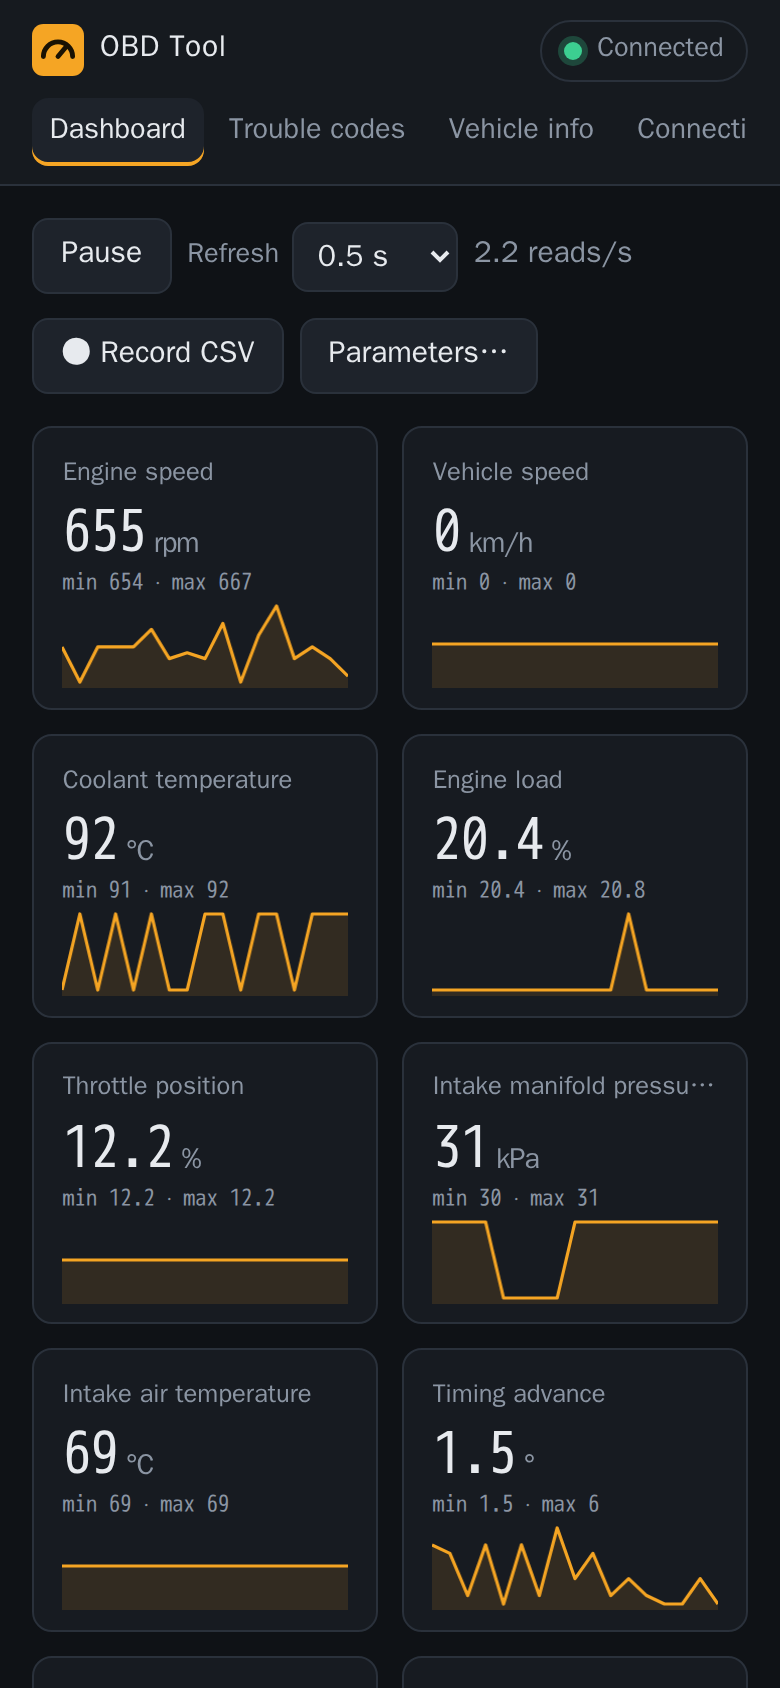 OBD Tool
Connected
Dashboard
Trouble codes
Vehicle info
Connecti
Pause
Refresh
0.5 s
2.2 reads/s
Record CSV
Parameters⋯
Engine speed
655 rpm
min 654 · max 667
Vehicle speed
0 km/h
min 0 · max 0
Coolant temperature
92 °C
min 91 · max 92
Engine load
20.4 %
min 20.4 · max 20.8
Throttle position
12.2 %
min 12.2 · max 12.2
Intake manifold pressu⋯
31 kPa
min 30 · max 31
Intake air temperature
69 °C
min 69 · max 69
Timing advance
1.5 °
min 1.5 · max 6